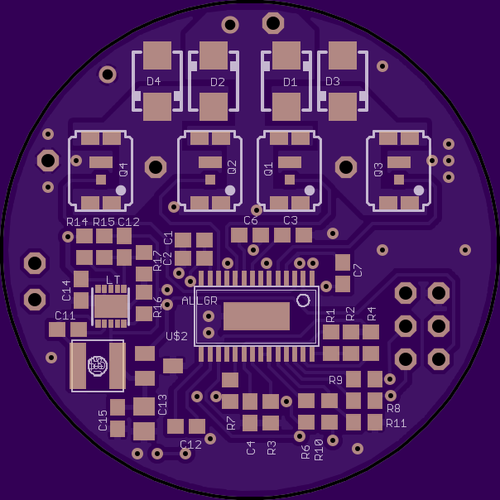 D4 D2 D1 D3
Q4 Q2 Q1 Q3
R14 R15 C12 C6 C3
C1
C2
R17
C7
LT
C14
R16
ALLGR
C11
U$2
R1 R2 R4
R9
C15 C13
R7
C4 R3
R8
R11
C12
R6 R10